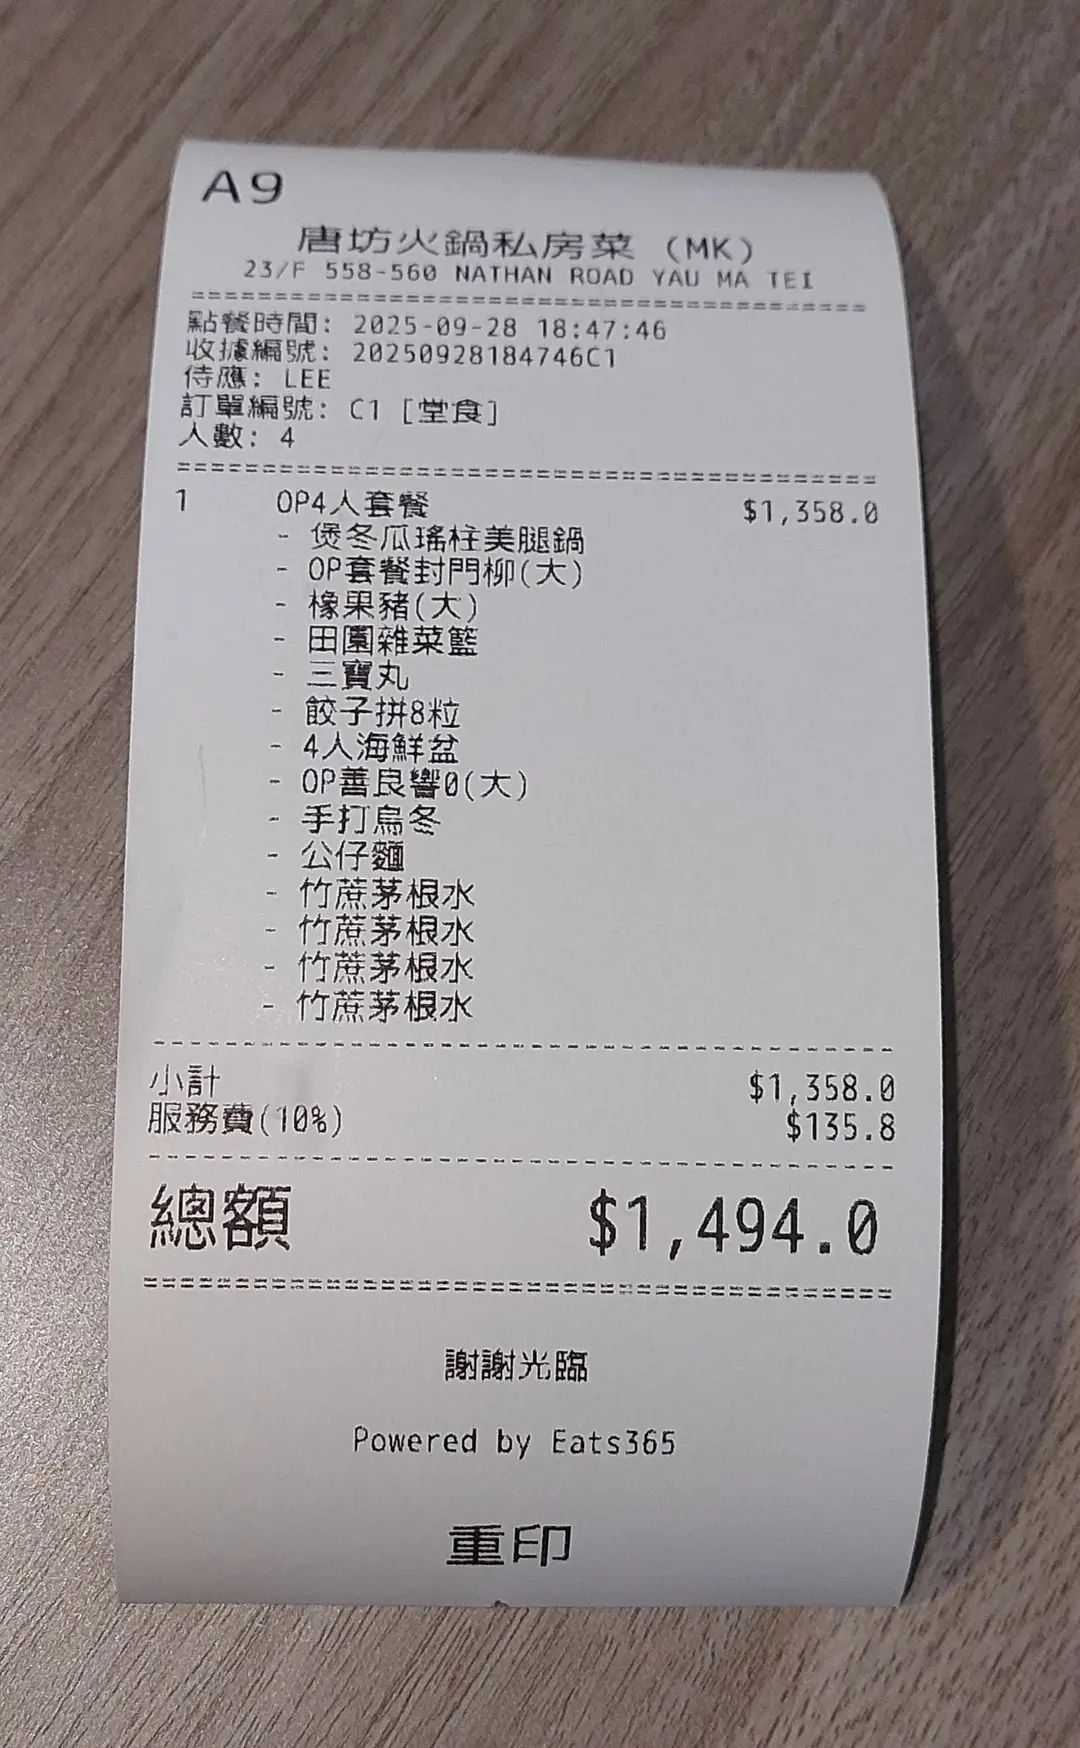 A9
唐坊火鍋私房菜 (MK)
23/F 558-560 NATHAN ROAD YAU MA TEI
點餐時間: 2025-09-28 18:47:46
收據編號: 20250928184746C1
侍應: LEE
訂單編號: C1 [堂食]
人數: 4
1 OP4人套餐 $1,358.0
- 煲冬瓜瑤柱美腿鍋
- OP套餐封門柳(大)
- 橡果豬(大)
- 田園雜菜籃
- 三寶丸
- 餃子拼8粒
- 4人海鮮盆
- OP善良響0(大)
- 手打烏冬
- 公仔麵
- 竹蔗茅根水
- 竹蔗茅根水
- 竹蔗茅根水
- 竹蔗茅根水
小計 $1,358.0
服務費(10%) $135.8
總額 $1,494.0
謝謝光臨
Powered by Eats365
重印